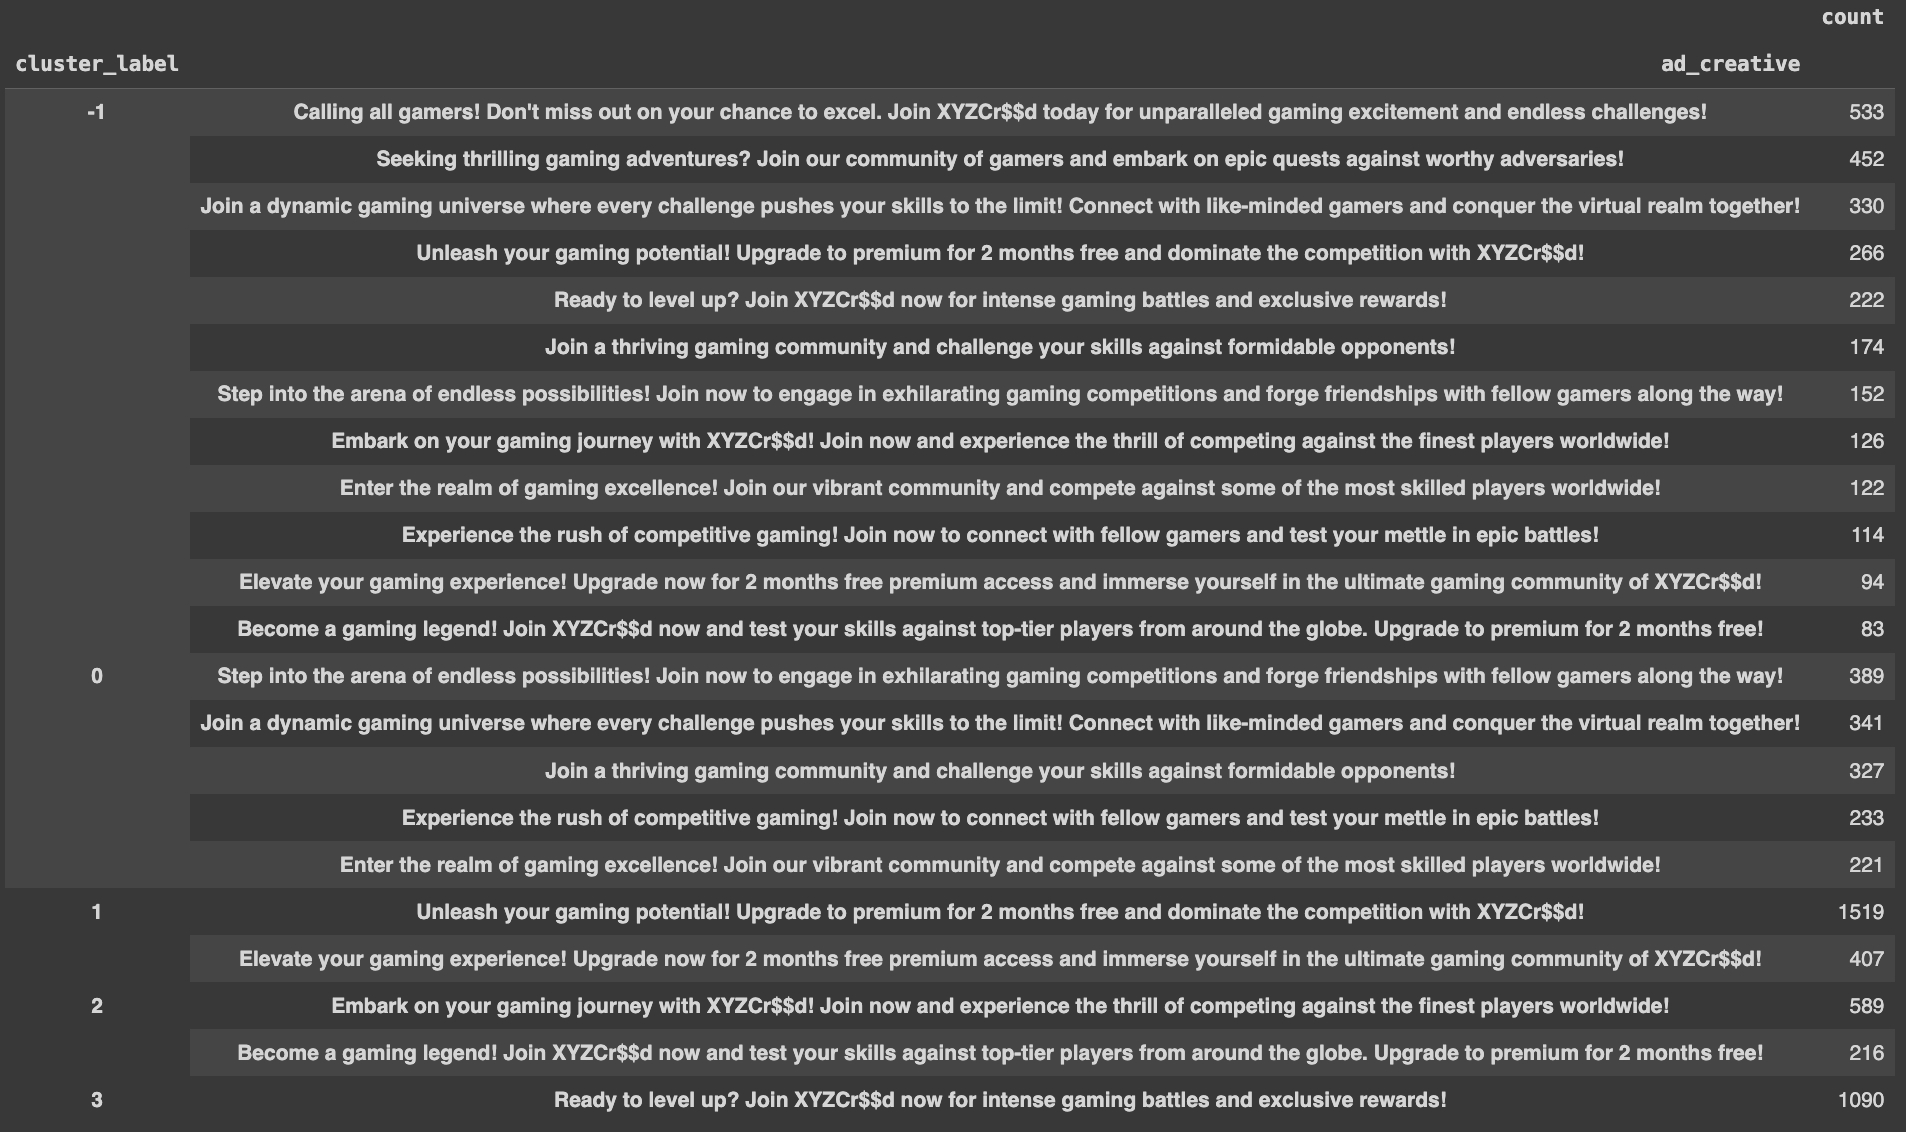 count
cluster_label ad_creative
-1 Calling all gamers! Don't miss out on your chance to excel. Join XYZCr$$d today for unparalleled gaming excitement and endless challenges! 533
Seeking thrilling gaming adventures? Join our community of gamers and embark on epic quests against worthy adversaries! 452
Join a dynamic gaming universe where every challenge pushes your skills to the limit! Connect with like-minded gamers and conquer the virtual realm together! 330
Unleash your gaming potential! Upgrade to premium for 2 months free and dominate the competition with XYZCr$$d! 266
Ready to level up? Join XYZCr$$d now for intense gaming battles and exclusive rewards! 222
Join a thriving gaming community and challenge your skills against formidable opponents! 174
Step into the arena of endless possibilities! Join now to engage in exhilarating gaming competitions and forge friendships with fellow gamers along the way! 152
Embark on your gaming journey with XYZCr$$d! Join now and experience the thrill of competing against the finest players worldwide! 126
Enter the realm of gaming excellence! Join our vibrant community and compete against some of the most skilled players worldwide! 122
Experience the rush of competitive gaming! Join now to connect with fellow gamers and test your mettle in epic battles! 114
Elevate your gaming experience! Upgrade now for 2 months free premium access and immerse yourself in the ultimate gaming community of XYZCr$$d! 94
Become a gaming legend! Join XYZCr$$d now and test your skills against top-tier players from around the globe. Upgrade to premium for 2 months free! 83
0 Step into the arena of endless possibilities! Join now to engage in exhilarating gaming competitions and forge friendships with fellow gamers along the way! 389
Join a dynamic gaming universe where every challenge pushes your skills to the limit! Connect with like-minded gamers and conquer the virtual realm together! 341
Join a thriving gaming community and challenge your skills against formidable opponents! 327
Experience the rush of competitive gaming! Join now to connect with fellow gamers and test your mettle in epic battles! 233
Enter the realm of gaming excellence! Join our vibrant community and compete against some of the most skilled players worldwide! 221
1 Unleash your gaming potential! Upgrade to premium for 2 months free and dominate the competition with XYZCr$$d! 1519
Elevate your gaming experience! Upgrade now for 2 months free premium access and immerse yourself in the ultimate gaming community of XYZCr$$d! 407
2 Embark on your gaming journey with XYZCr$$d! Join now and experience the thrill of competing against the finest players worldwide! 589
Become a gaming legend! Join XYZCr$$d now and test your skills against top-tier players from around the globe. Upgrade to premium for 2 months free! 216
3 Ready to level up? Join XYZCr$$d now for intense gaming battles and exclusive rewards! 1090